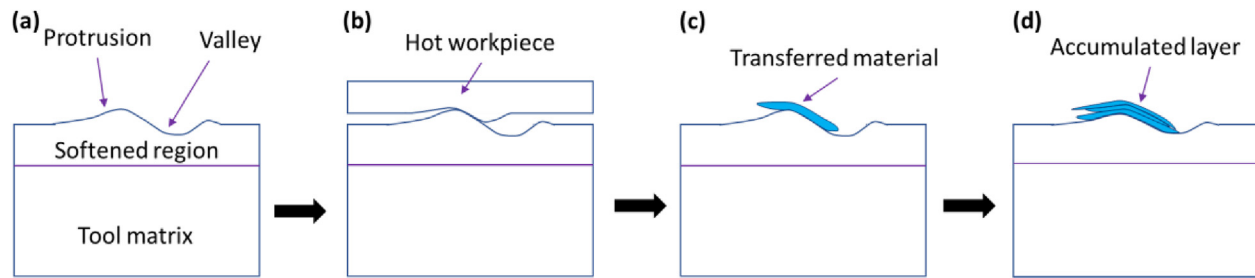 (a)
Protrusion
Valley
Softened region
Tool matrix
(b)
Hot workpiece
(c)
Transferred material
(d)
Accumulated layer